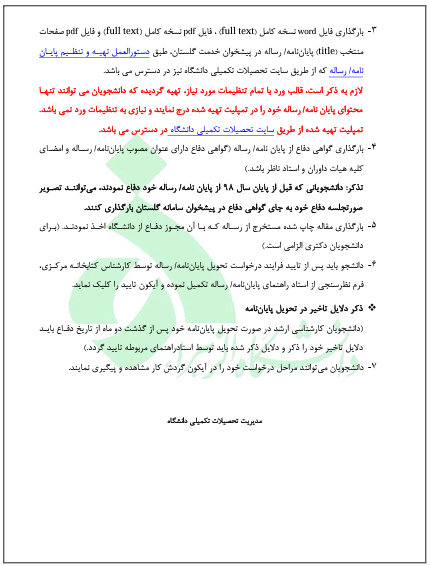 ۳- بارگذاری فایل word نسخه کامل (full text) ، فایل pdf نسخه کامل (full text) و فایل pdf صفحات
منتخب (title) پایان‌نامه/ رساله در پیشخوان خدمت گلستان، طبق دستورالعمل تهیه و تنظیم پایان
نامه/ رساله که از طریق سایت تحصیلات تکمیلی دانشگاه نیز در دسترس می باشد.
لازم به ذکر است، قالب ورد با تمام تنظیمات مورد نیاز، تهیه گردیده که دانشجویان می توانند تنها
محتوای پایان نامه/ رساله خود را در تمپلیت تهیه شده درج نمایند و نیازی به تنظیمات ورد نمی باشد.
تمپلیت تهیه شده از طریق سایت تحصیلات تکمیلی دانشگاه در دسترس می باشد.
۴- بارگذاری گواهی دفاع از پایان نامه/ رساله (گواهی دفاع دارای عنوان مصوب پایان‌نامه/ رساله و امضای
کلیه هیات داوران و استاد ناظر باشد.)
تذکر: دانشجویانی که قبل از پایان سال ۹۸ از پایان نامه/ رساله خود دفاع نمودند، می‌توانند تصویر
صورتجلسه دفاع خود به جای گواهی دفاع در پیشخوان سامانه گلستان بارگذاری کنند.
۵- بارگذاری مقاله چاپ شده مستخرج از رساله که با آن مجوز دفاع از دانشگاه اخذ نمودند. (برای
دانشجویان دکتری الزامی است.)
۶- دانشجو باید پس از تایید فرایند درخواست تحویل پایان‌نامه/ رساله توسط کارشناس کتابخانه مرکزی،
فرم نظرسنجی از استاد راهنمای پایان‌نامه/ رساله تکمیل نموده و آیکون تایید را کلیک نماید.
❖ ذکر دلایل تاخیر در تحویل پایان‌نامه
(دانشجویان کارشناسی ارشد در صورت تحویل پایان‌نامه خود پس از گذشت دو ماه از تاریخ دفاع باید
دلایل تاخیر خود را ذکر و دلایل ذکر شده باید توسط استادراهنمای مربوطه تایید گردد.)
۷- دانشجویان می‌توانند مراحل درخواست خود را در آیکون گردش کار مشاهده و پیگیری نمایند.
مدیریت تحصیلات تکمیلی دانشگاه